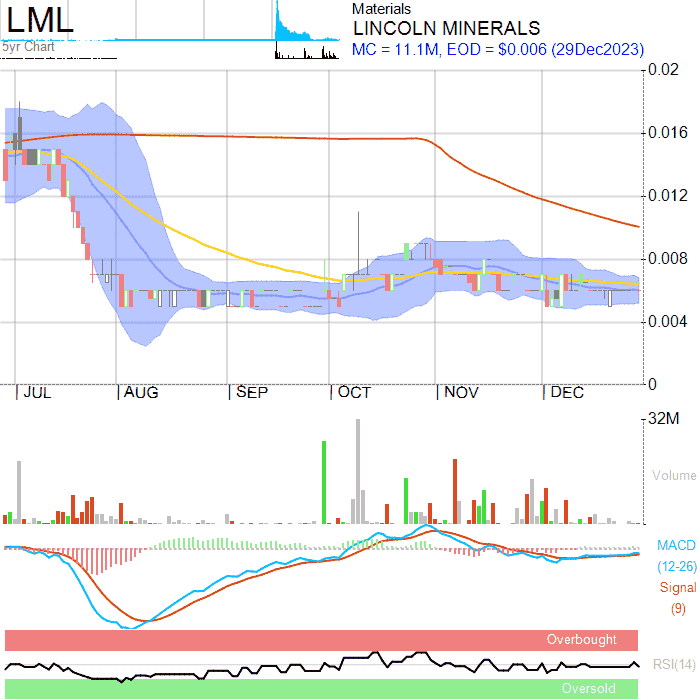 LML
5yr Chart
Materials
LINCOLN MINERALS
MC = 11.1M, EOD = $0.006 (29Dec2023)
0.02
0.016
0.012
0.008
0.004
0
JUL AUG SEP OCT NOV DEC
32M
Volume
MACD
(12-26)
Signal
(9)
Overbought
RSI(14)
Oversold